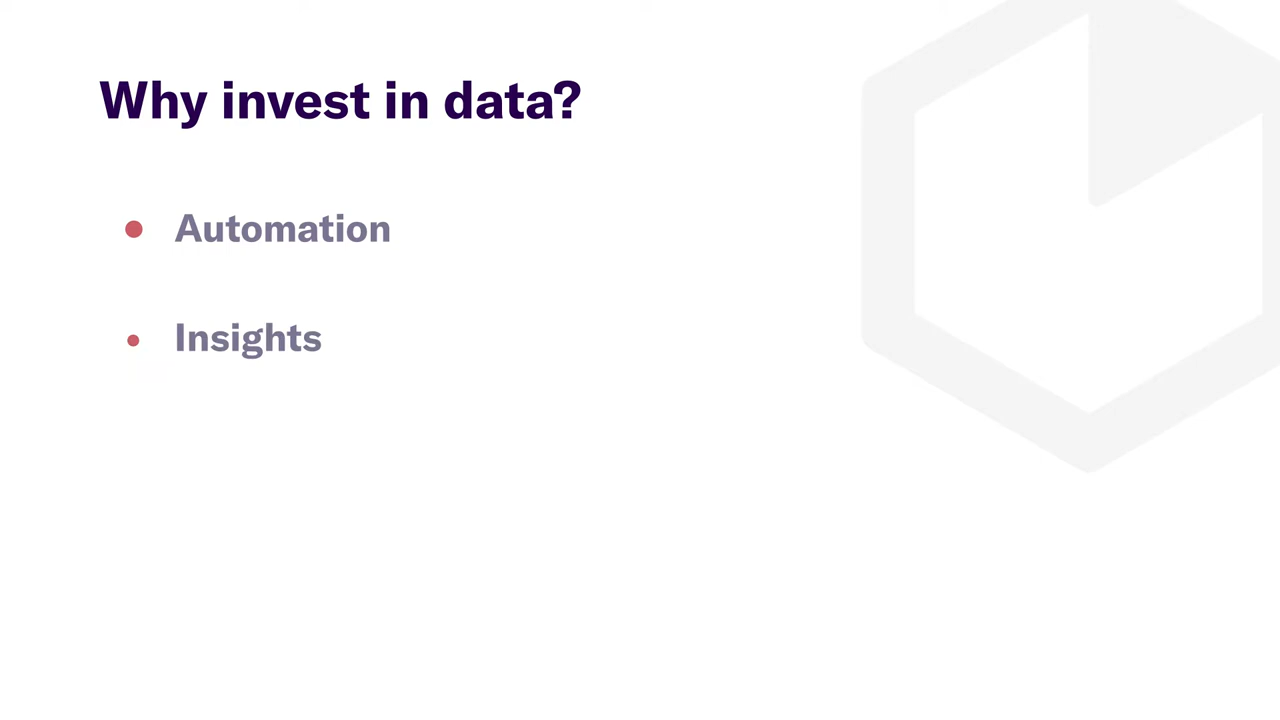 Why invest in data?
• Automation
• Insights